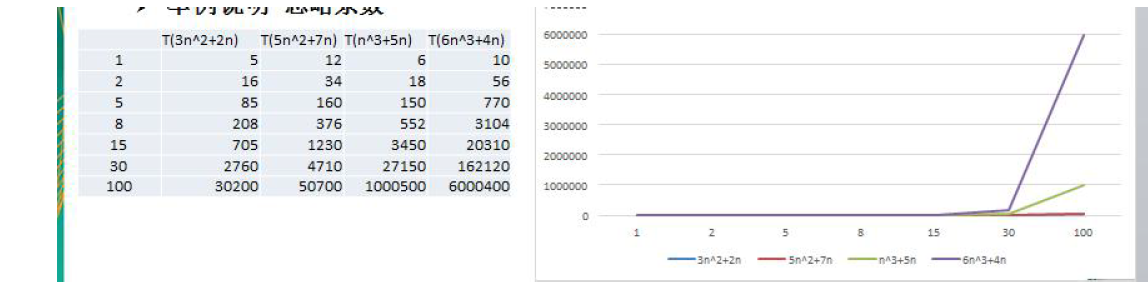 T(3n^2+2n) T(5n^2+7n) T(n^3+5n) T(6n^3+4n)
1 5 12 6 10
2 16 34 18 56
5 85 160 150 770
8 208 376 552 3104
15 705 1230 3450 20310
30 2760 4710 27150 162120
100 30200 50700 1000500 6000400
6000000
5000000
4000000
3000000
2000000
1000000
0
1 2 5 8 15 30 100
3n^2+2n 5n^2+7n n^3+5n 6n^3+4n